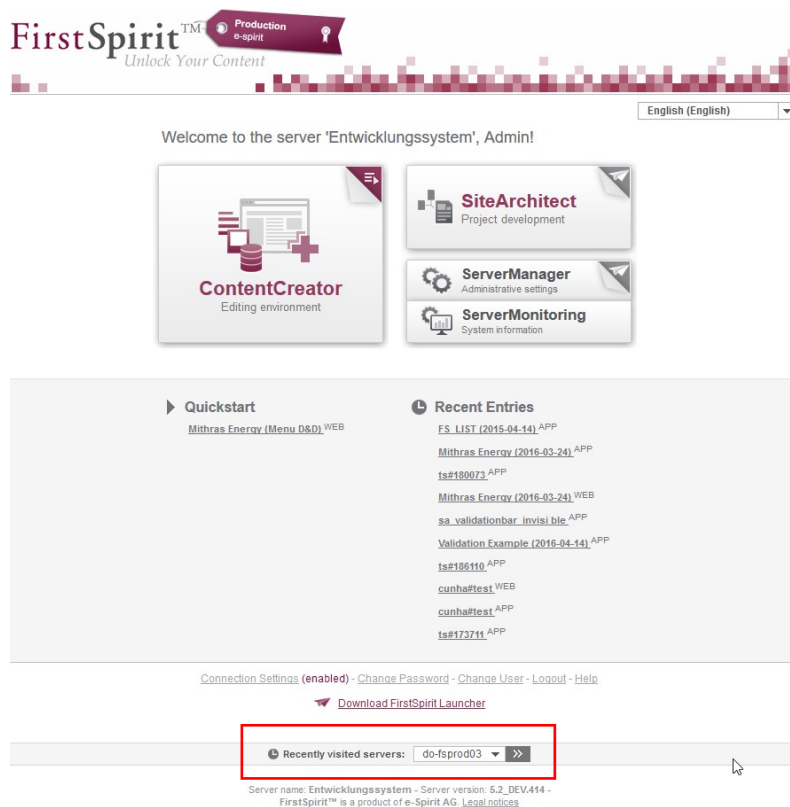 FirstSpirit™
Production
e-spirit
Unlock Your Content
English (English)
Welcome to the server 'Entwicklungssystem', Admin!
ContentCreator
Editing environment
SiteArchitect
Project development
ServerManager
Administrative settings
ServerMonitoring
System information
Quickstart
Mithras Energy (Menu D&D) WEB
Recent Entries
FS_LIST (2015-04-14) APP
Mithras Energy (2016-03-24) APP
ts#180073 APP
Mithras Energy (2016-03-24) WEB
sa_validationbar_invisi ble APP
Validation Example (2016-04-14) APP
ts#186110 APP
cunha#test WEB
cunha#test APP
ts#173711 APP
Connection Settings (enabled) - Change Password - Change User - Logout - Help
Download FirstSpirit Launcher
Recently visited servers: do-fsprod03 >>
Server name: Entwicklungssystem - Server version: 5.2_DEV.414 -
FirstSpirit™ is a product of e-Spirit AG. Legal notices